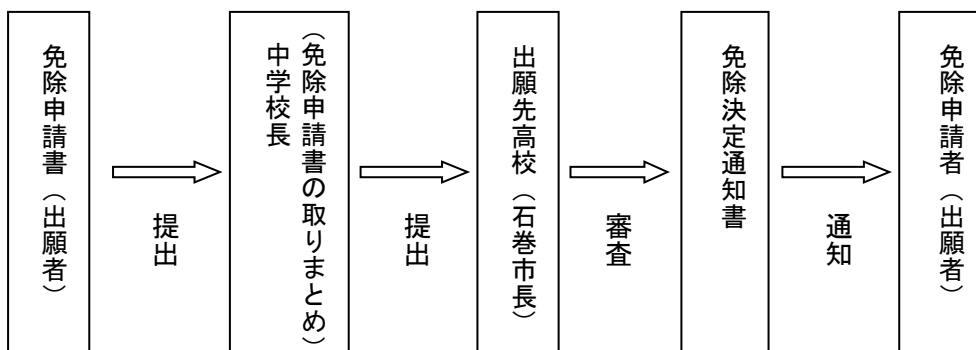 免除申請書（出願者）
提出
中学校長
（免除申請書の取りまとめ）
提出
出願先高校（石巻市長）
審査
免除決定通知書
通知
免除申請者（出願者）